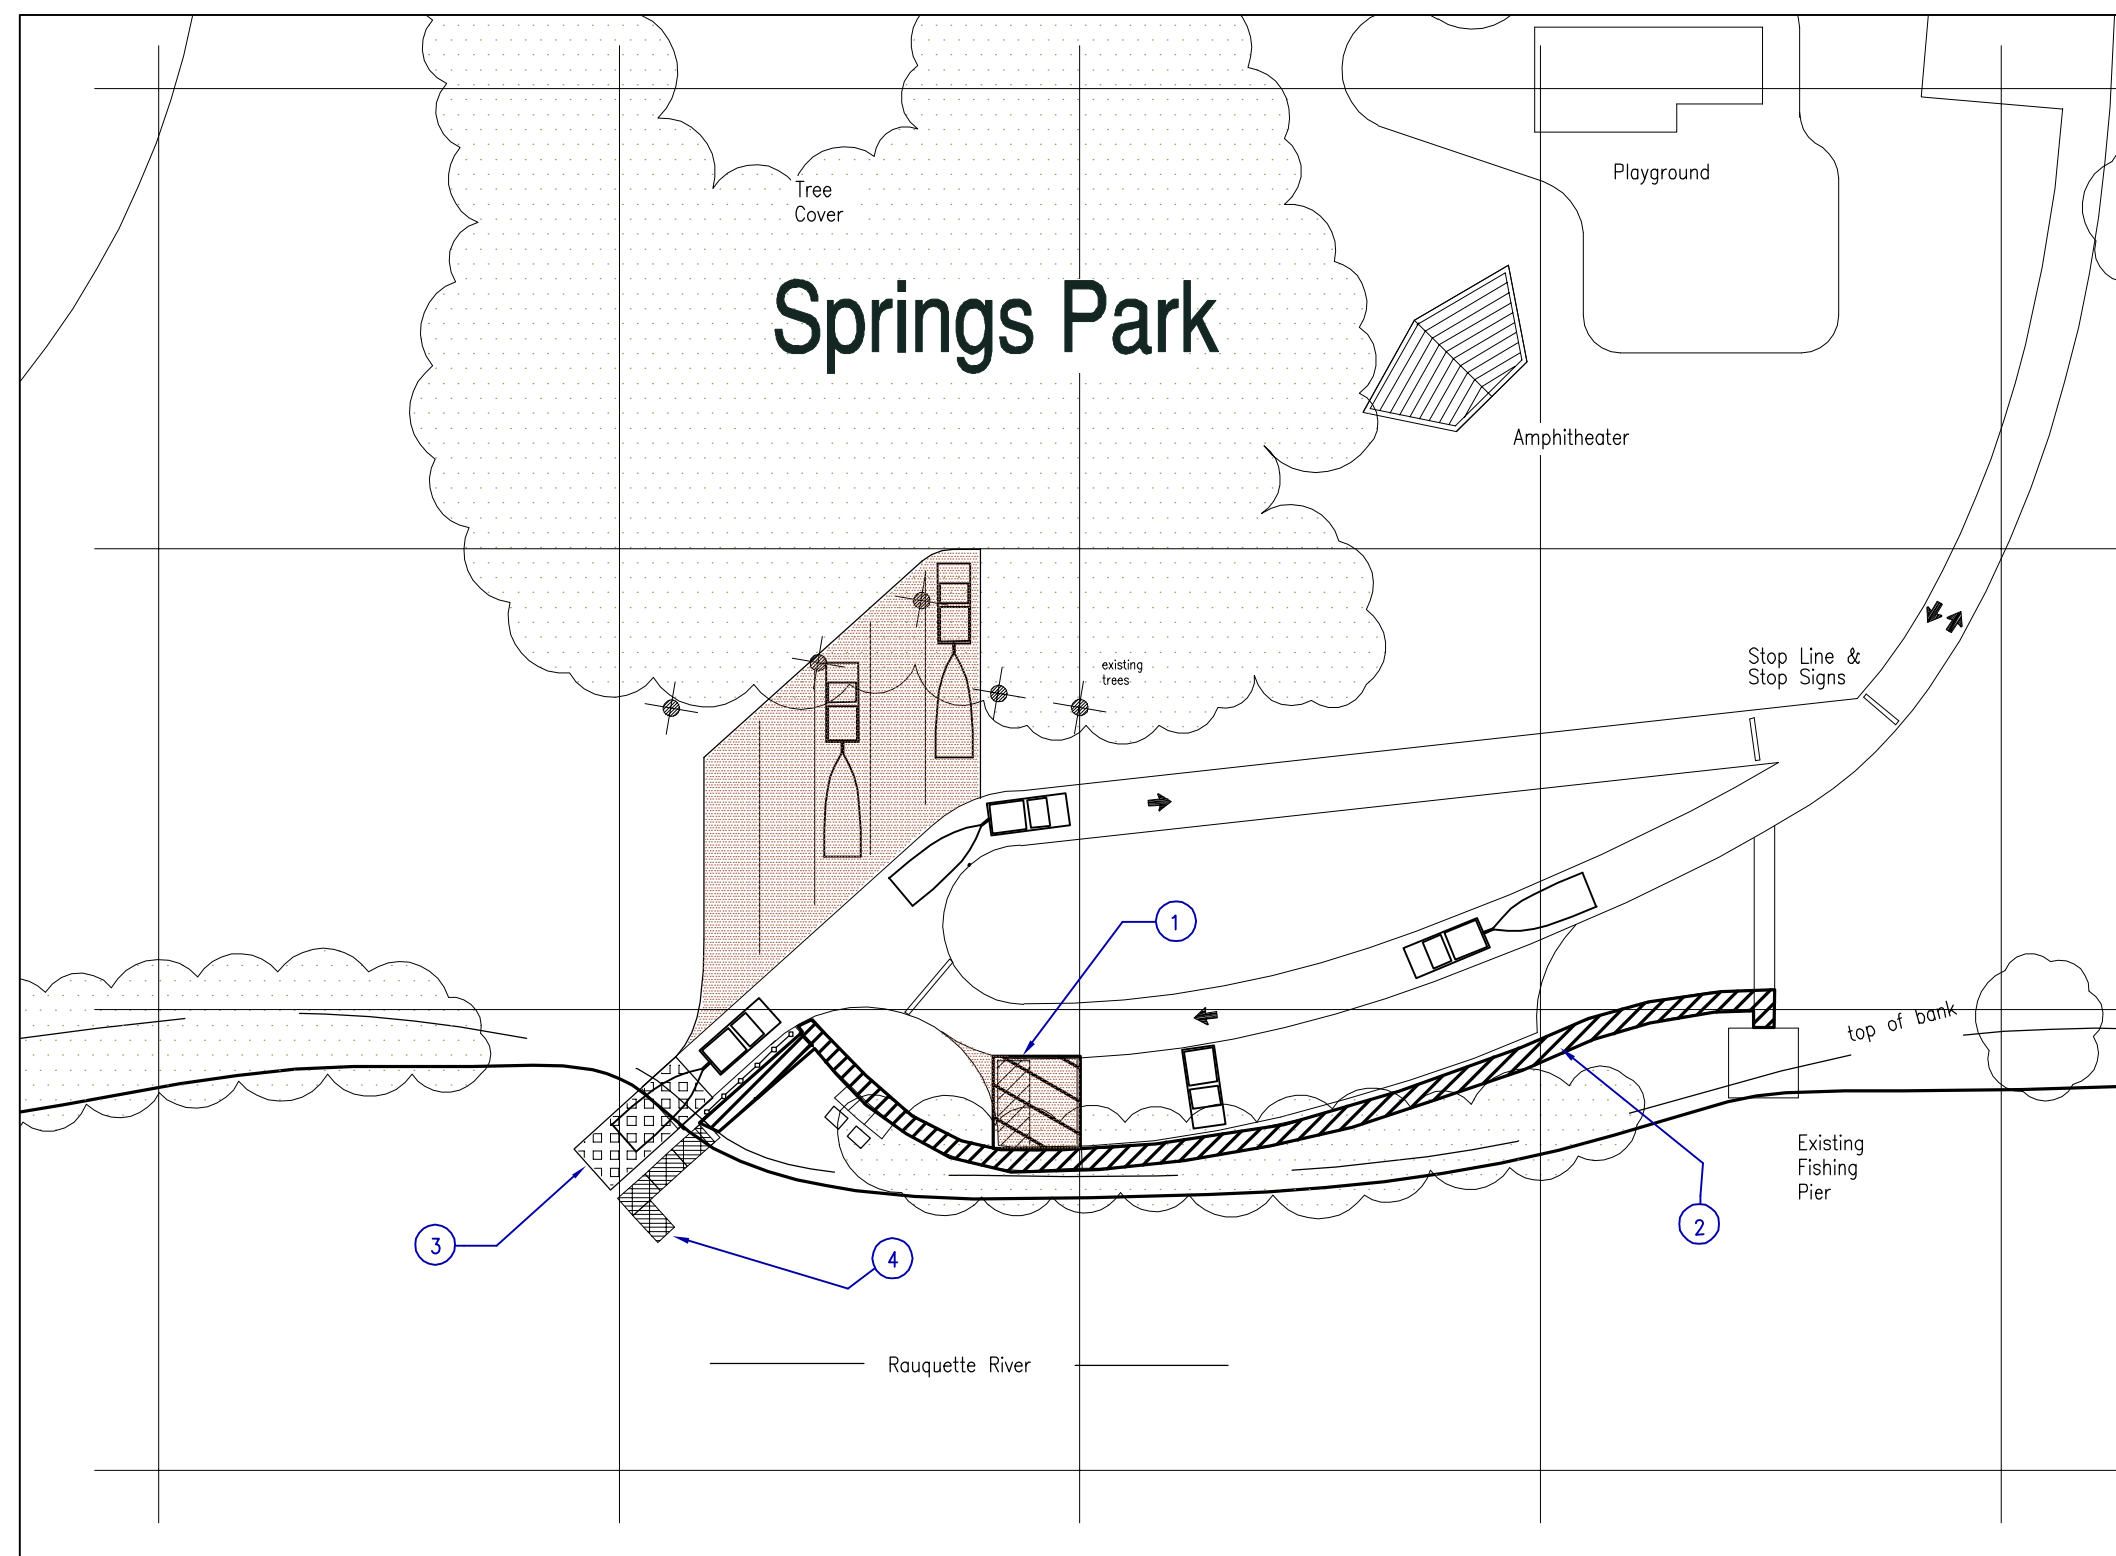 Playground
Tree
Cover
Springs Park
Amphitheater
existing
trees
Stop Line &
Stop Signs
1
top of bank
Existing
Fishing
Pier
2
3
4
Rauquette River